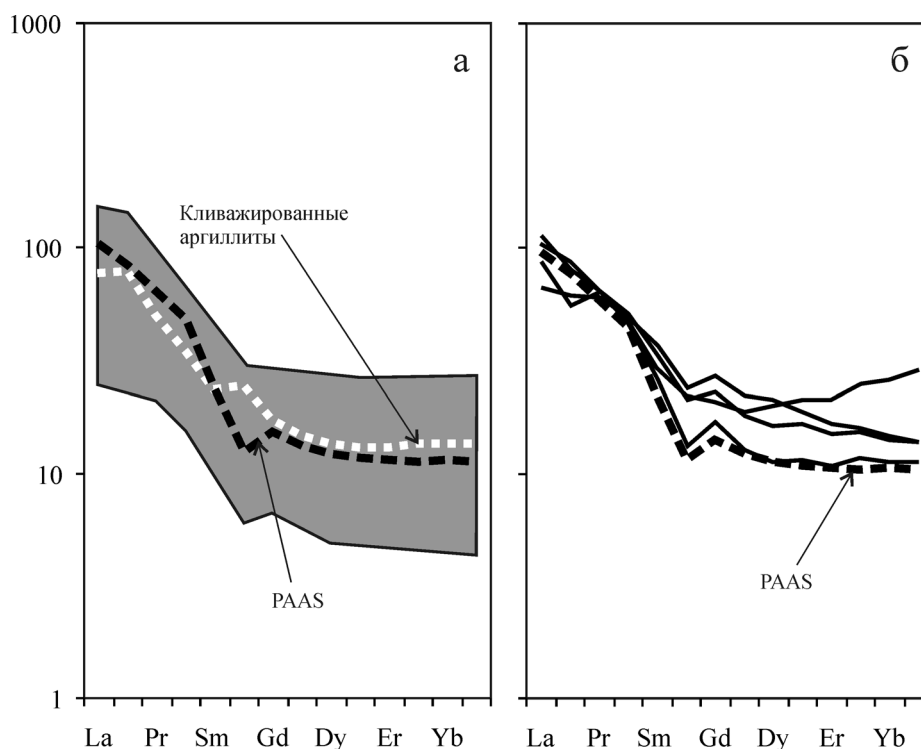 1000
100
10
1
а
Кливажированные
аргиллиты
PAAS
La Pr Sm Gd Dy Er Yb
б
PAAS
La Pr Sm Gd Dy Er Yb